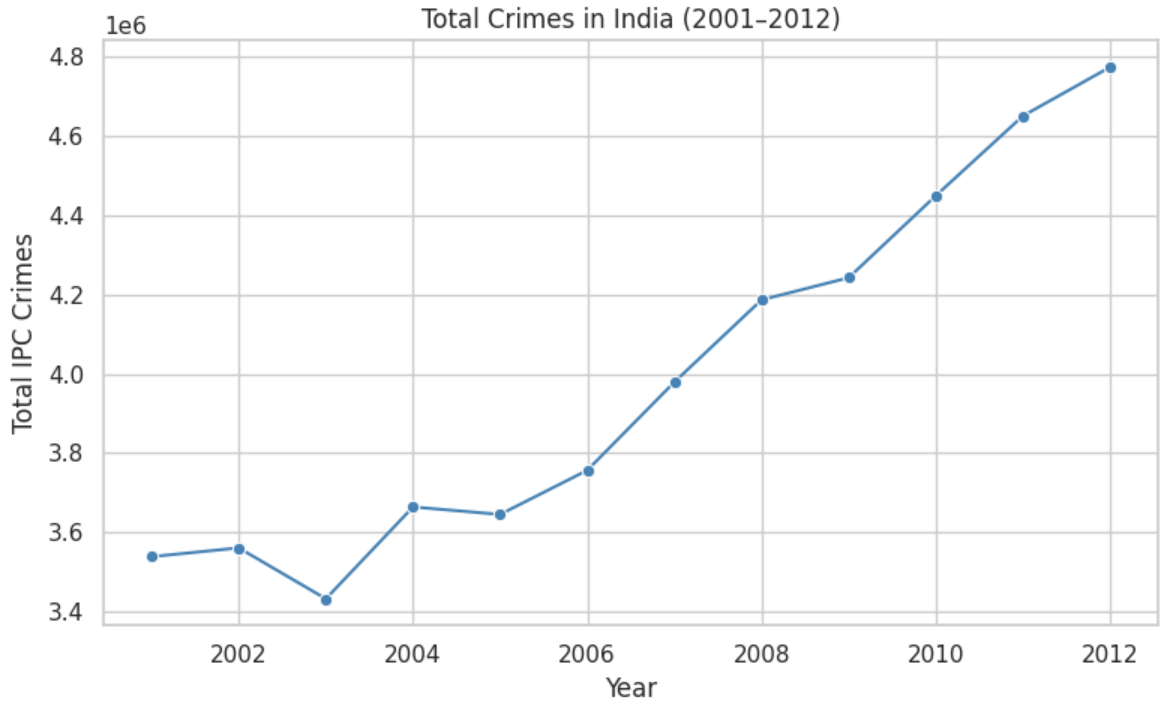 Total Crimes in India (2001–2012)
1e6
4.8
4.6
4.4
4.2
4.0
3.8
3.6
3.4
Total IPC Crimes
2002 2004 2006 2008 2010 2012
Year